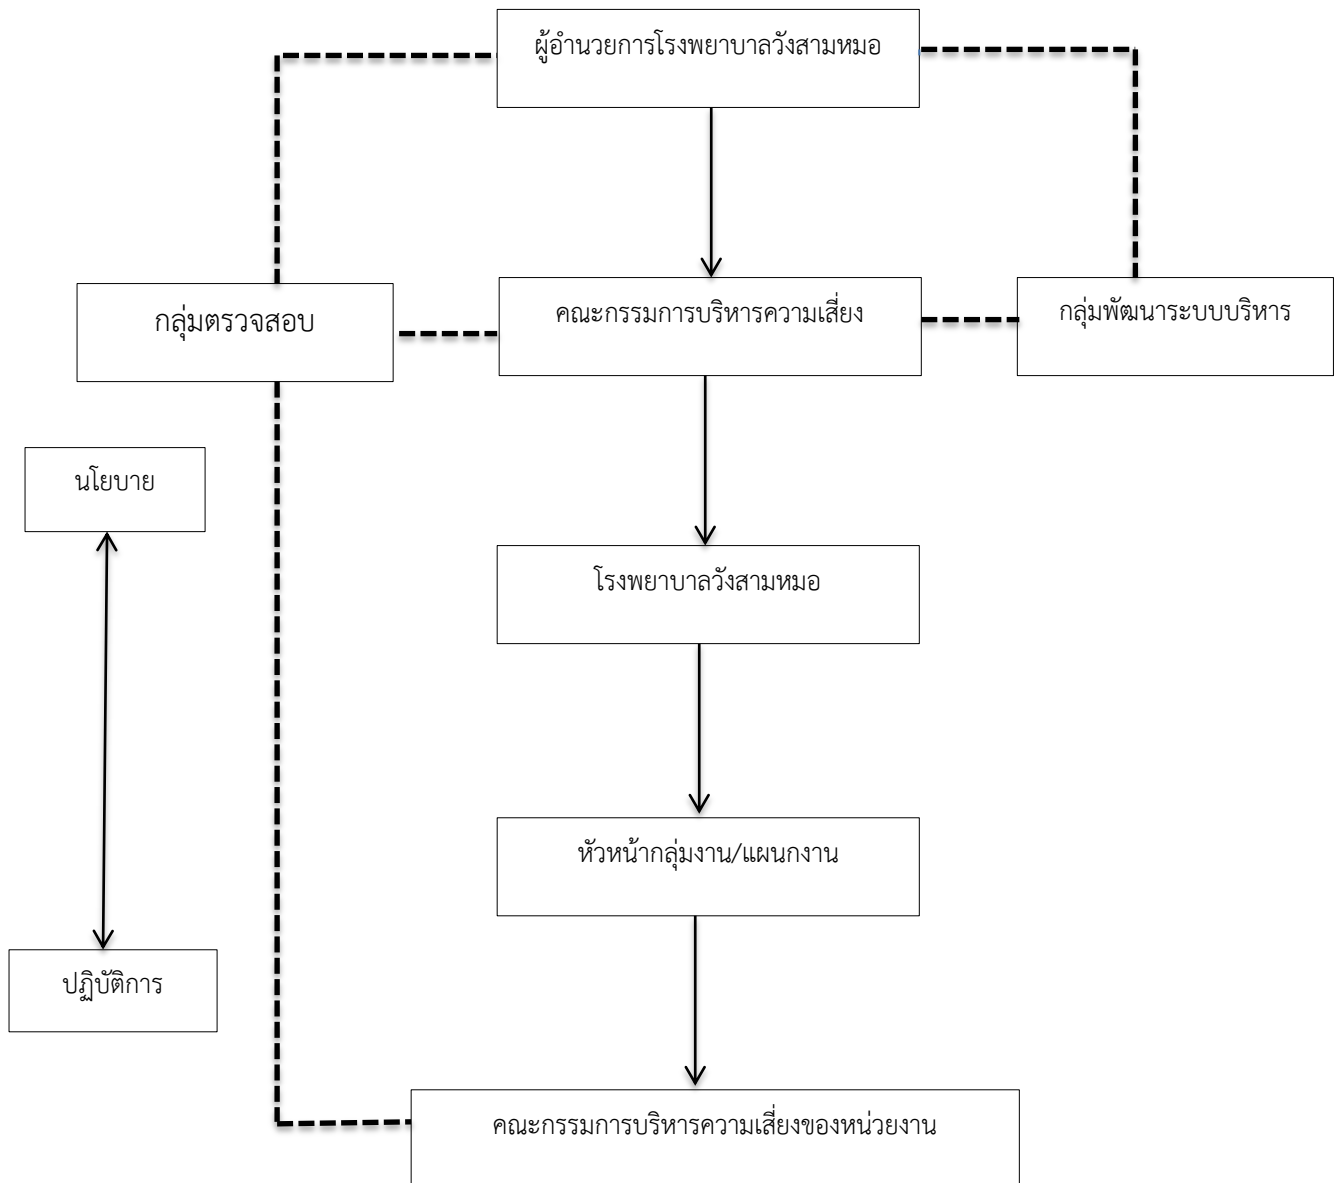 ผู้อำนวยการโรงพยาบาลวังสามหมอ
กลุ่มตรวจสอบ
คณะกรรมการบริหารความเสี่ยง
กลุ่มพัฒนาระบบบริหาร
นโยบาย
โรงพยาบาลวังสามหมอ
หัวหน้ากลุ่มงาน/แผนกงาน
ปฏิบัติการ
คณะกรรมการบริหารความเสี่ยงของหน่วยงาน